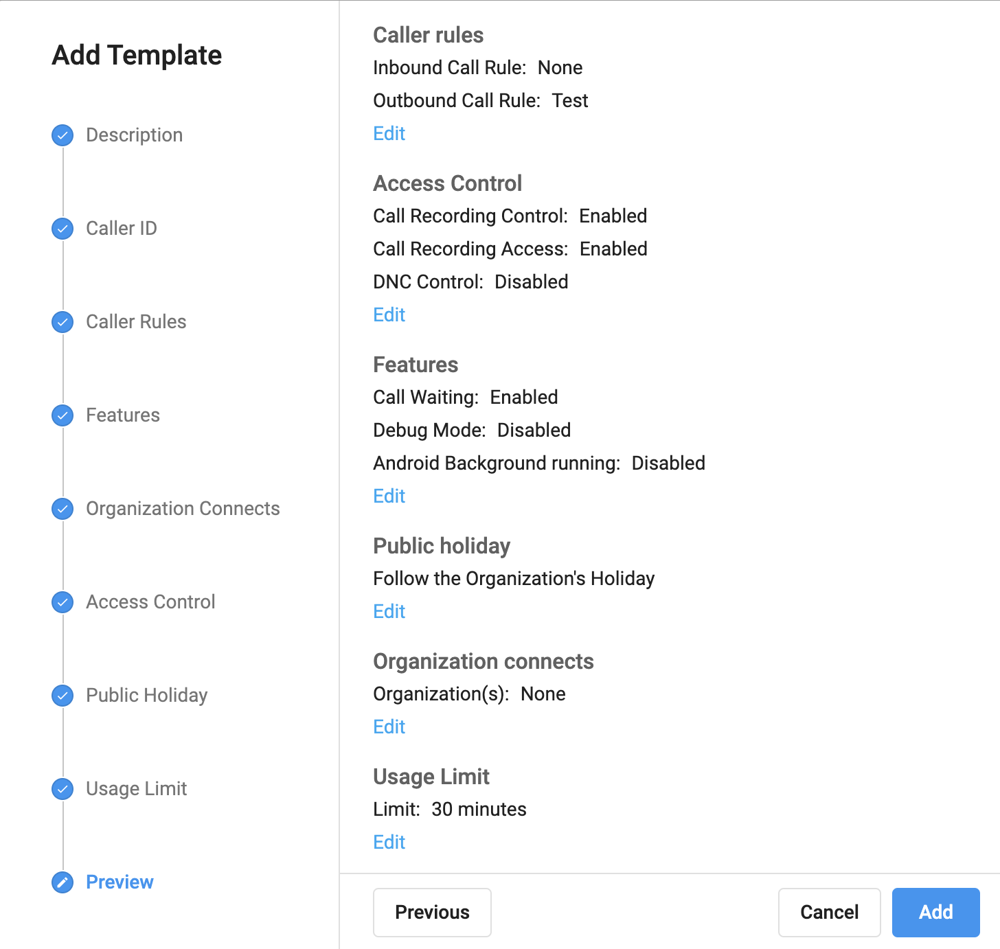 Add Template
Description
Caller ID
Caller Rules
Features
Organization Connects
Access Control
Public Holiday
Usage Limit
Preview
Caller rules
Inbound Call Rule: None
Outbound Call Rule: Test
Edit
Access Control
Call Recording Control: Enabled
Call Recording Access: Enabled
DNC Control: Disabled
Edit
Features
Call Waiting: Enabled
Debug Mode: Disabled
Android Background running: Disabled
Edit
Public holiday
Follow the Organization's Holiday
Edit
Organization connects
Organization(s): None
Edit
Usage Limit
Limit: 30 minutes
Edit
Previous
Cancel
Add